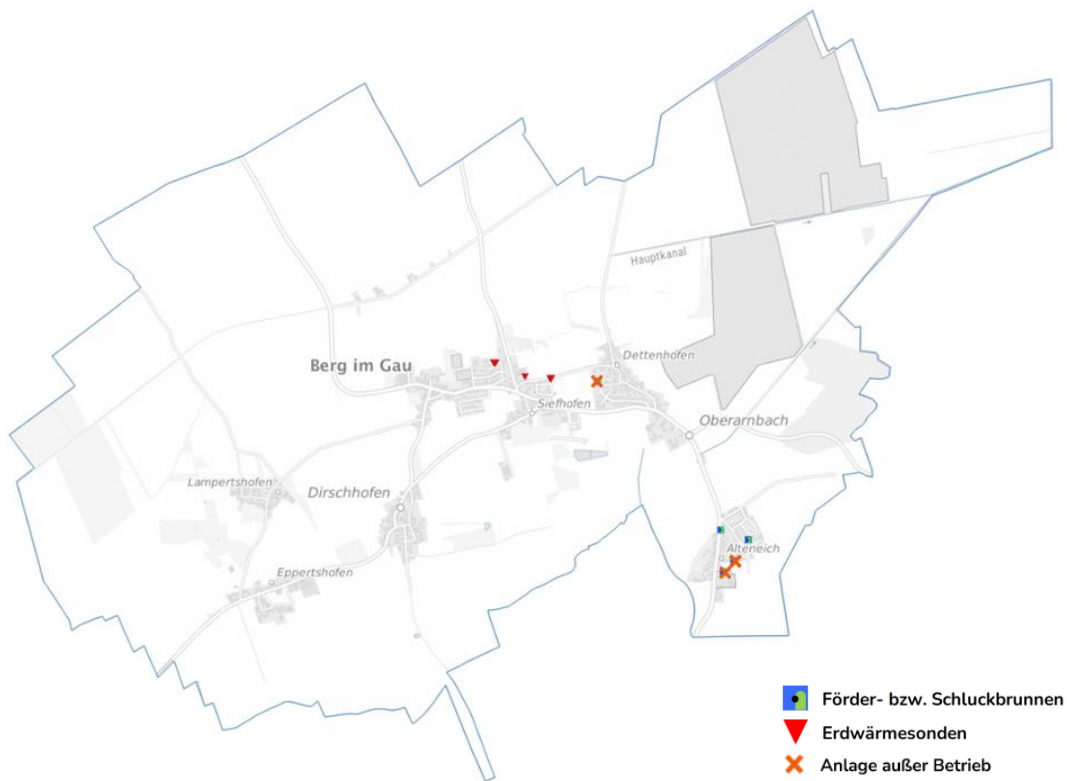 Hauptkanal
Dettenhofen
Berg im Gau
Siefhofen
Oberarnbach
Lampertshofen
Dirschhofen
Alteneich
Eppertshofen
Förder- bzw. Schluckbrunnen
Erdwärmesonden
Anlage außer Betrieb